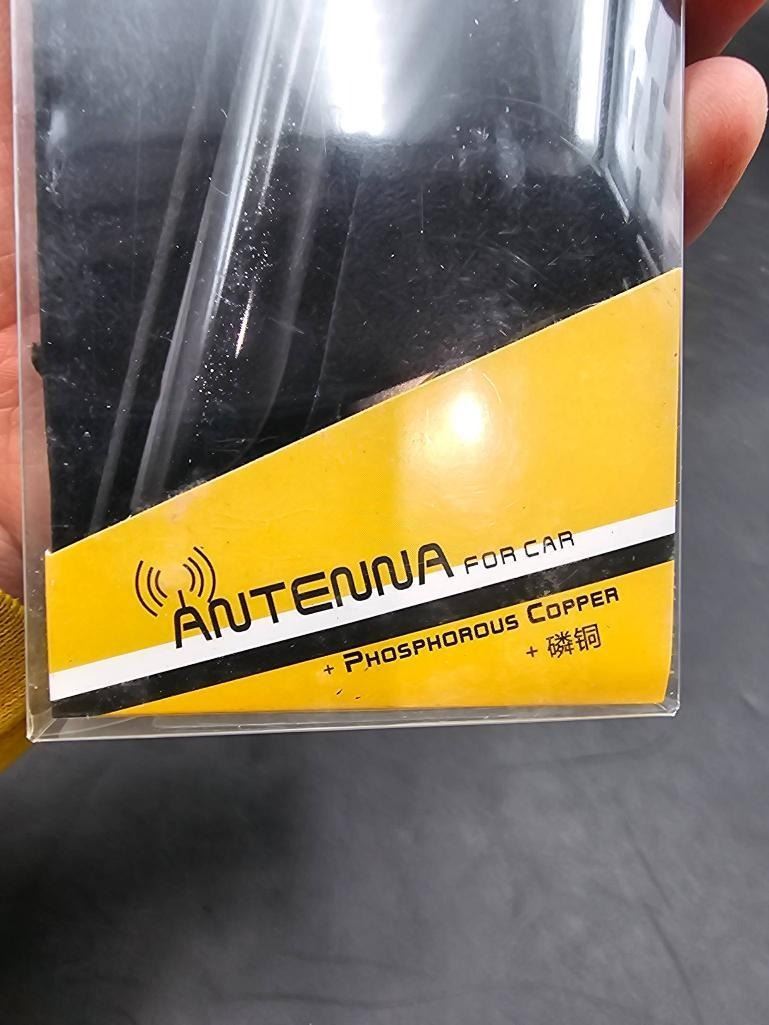 ANTENNA FOR CAR
+ PHOSPHOROUS COPPER
+ 磷铜